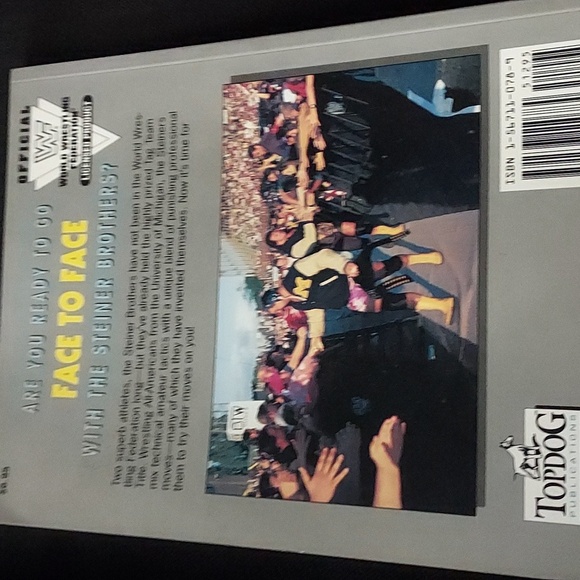 OFFICIAL
W
WORLD WRESTLING
FEDERATION
LICENSED PRODUCT
ARE YOU READY TO GO
FACE TO FACE
WITH THE STEINER BROTHERS?
Two superb athletes, the Steiner Brothers have not been in the World Wres-
tling Federation long—but they've already held the highly prized Tag Team
Title. Wrestling All-Americans from the University of Michigan, the Steiners
mix technical amateur tactics with a unique blend of punishing professional
moves—many of which they have invented themselves. Now it's time for
them to try their moves on you!
ISBN 1-56711-078-9
51295
TOPDOG
PUBLICATIONS